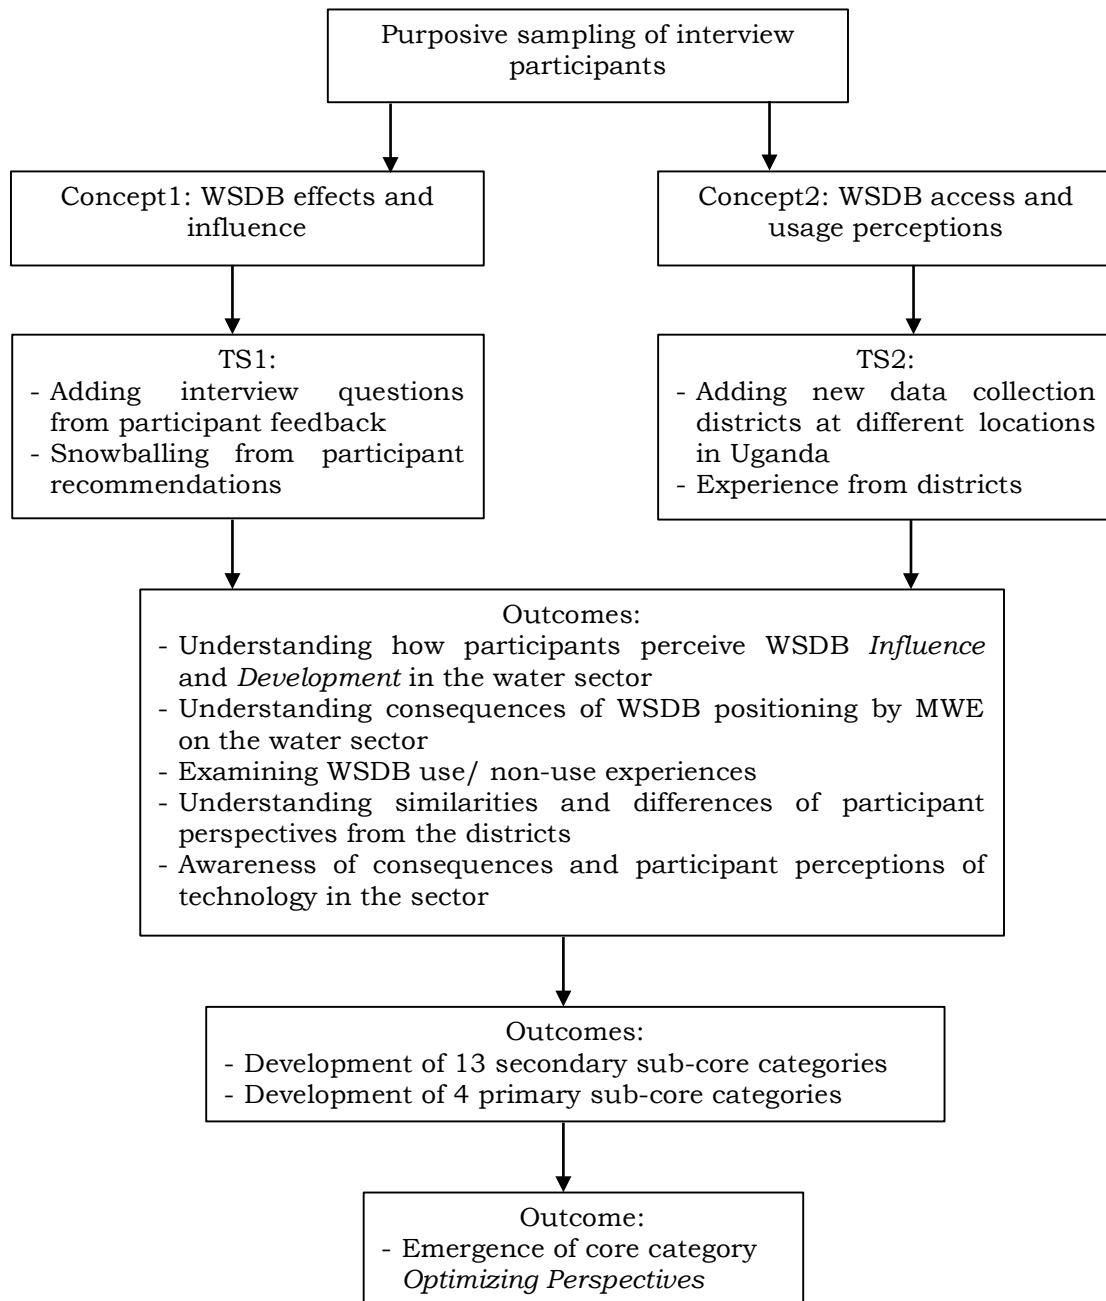 Purposive sampling of interview
participants
Concept1: WSDB effects and
influence
Concept2: WSDB access and
usage perceptions
TS1:
- Adding interview questions
from participant feedback
- Snowballing from participant
recommendations
TS2:
- Adding new data collection
districts at different locations
in Uganda
- Experience from districts
Outcomes:
- Understanding how participants perceive WSDB Influence
and Development in the water sector
- Understanding consequences of WSDB positioning by MWE
on the water sector
- Examining WSDB use/ non-use experiences
- Understanding similarities and differences of participant
perspectives from the districts
- Awareness of consequences and participant perceptions of
technology in the sector
Outcomes:
- Development of 13 secondary sub-core categories
- Development of 4 primary sub-core categories
Outcome:
- Emergence of core category
Optimizing Perspectives